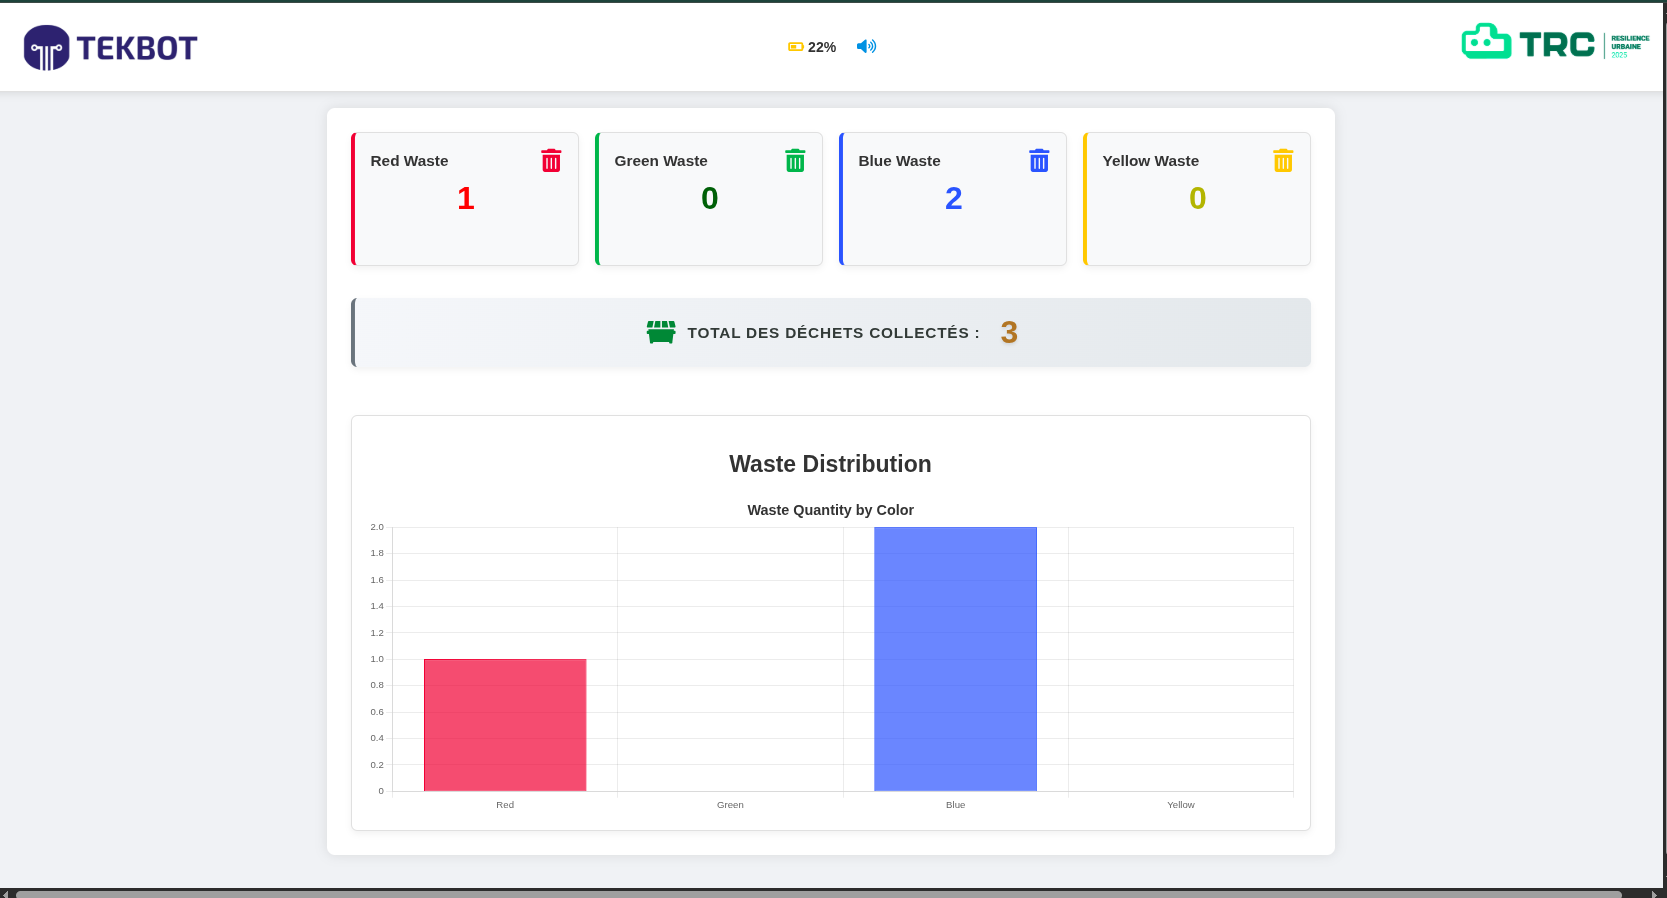 TEKBOT
22%
TRC
RESILIENCE
URBAINE
2025
Red Waste
1
Green Waste
0
Blue Waste
2
Yellow Waste
0
TOTAL DES DÉCHETS COLLECTÉS : 3
Waste Distribution
Waste Quantity by Color
2.0
1.8
1.6
1.4
1.2
1.0
0.8
0.6
0.4
0.2
0
Red Green Blue Yellow